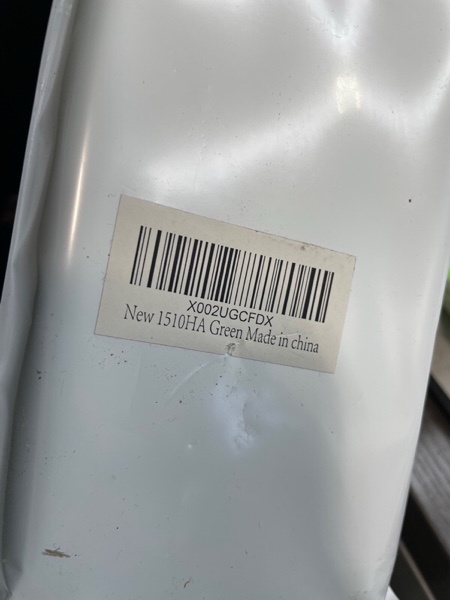 X002UGCFDX
New 1510HA Green Made in china